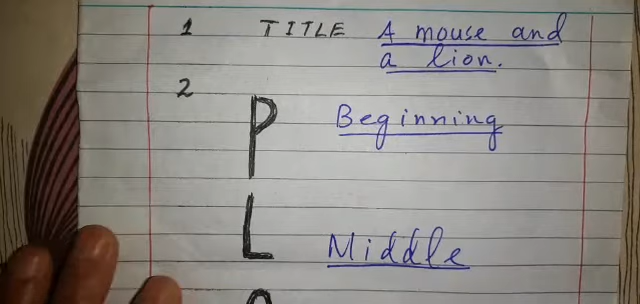 1 TITLE A mouse and
a lion.
2
P Beginning
L Middle